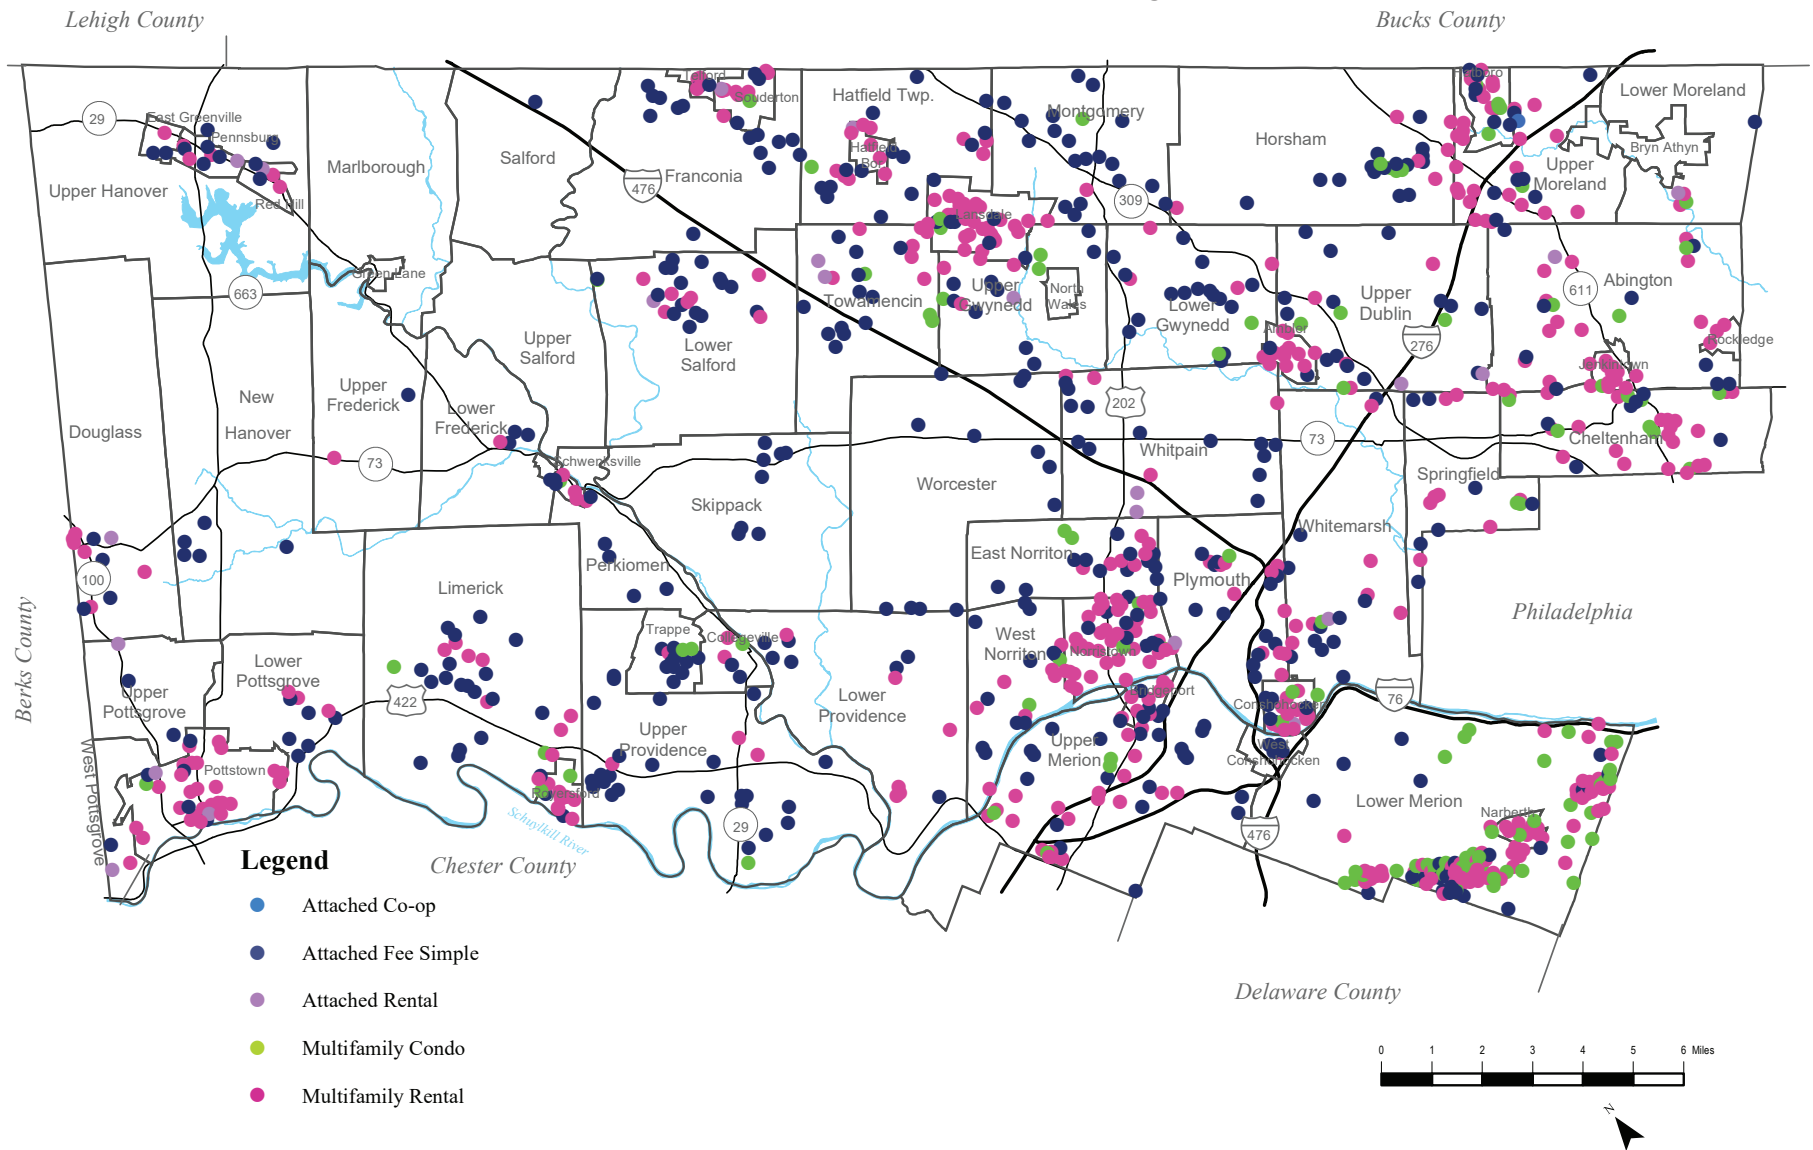 Lehigh County
Bucks County
29
East Greenville
Pennsburg
Upper Hanover
Red Hill
Marlborough
Green Lane
663
Salford
476
Franconia
Telford
Souderton
Hatfield Twp.
Hatfield
Boro
Montgomery
309
Lansdale
Horsham
Hatboro
Lower Moreland
Bryn Athyn
Upper
Moreland
Abington
611
Rockledge
Jenkintown
Upper
Dublin
276
Ambler
Lower
Gwynedd
Upper
Gwynedd
North
Wales
Towamencin
Lower
Salford
Upper
Salford
Upper
Frederick
Lower
Frederick
New
Hanover
Douglass
73
Schwenksville
Skippack
Worcester
202
Whitpain
73
Springfield
Cheltenham
Whitemarsh
East Norriton
Plymouth
Perkiomen
Limerick
100
Berks County
Philadelphia
Trappe
Collegeville
West
Norriton
Norristown
Lower
Pottsgrove
Upper
Pottsgrove
422
Lower
Providence
Upper
Providence
Bridgeport
Conshohocken
76
West
Conshohocken
Upper
Merion
West Pottsgrove
Pottstown
Royersford
Schuylkill River
29
476
Lower Merion
Narberth
Chester County
Delaware County
Legend
Attached Co-op
Attached Fee Simple
Attached Rental
Multifamily Condo
Multifamily Rental
0 1 2 3 4 5 6 Miles
N